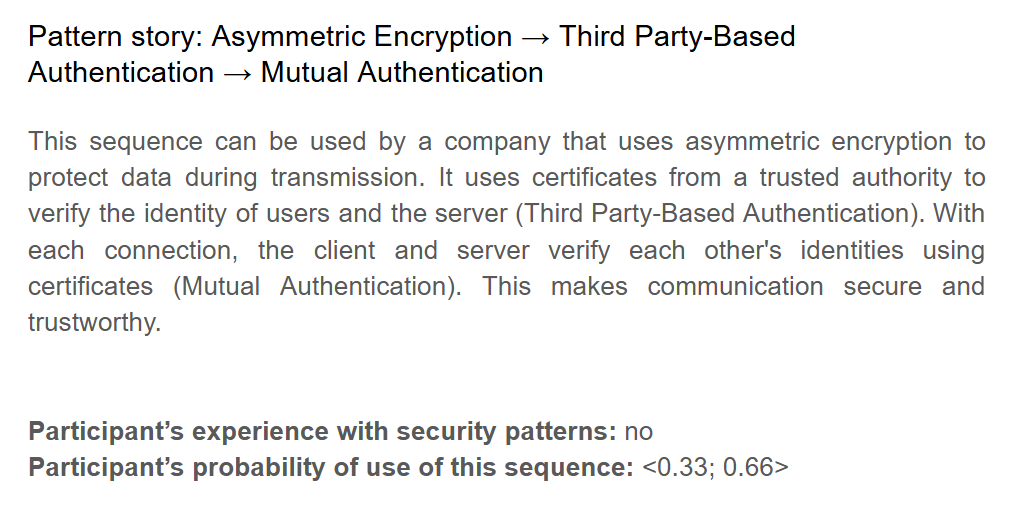 Pattern story: Asymmetric Encryption → Third Party-Based
Authentication → Mutual Authentication
This sequence can be used by a company that uses asymmetric encryption to
protect data during transmission. It uses certificates from a trusted authority to
verify the identity of users and the server (Third Party-Based Authentication). With
each connection, the client and server verify each other's identities using
certificates (Mutual Authentication). This makes communication secure and
trustworthy.
Participant’s experience with security patterns: no
Participant’s probability of use of this sequence: <0.33; 0.66>